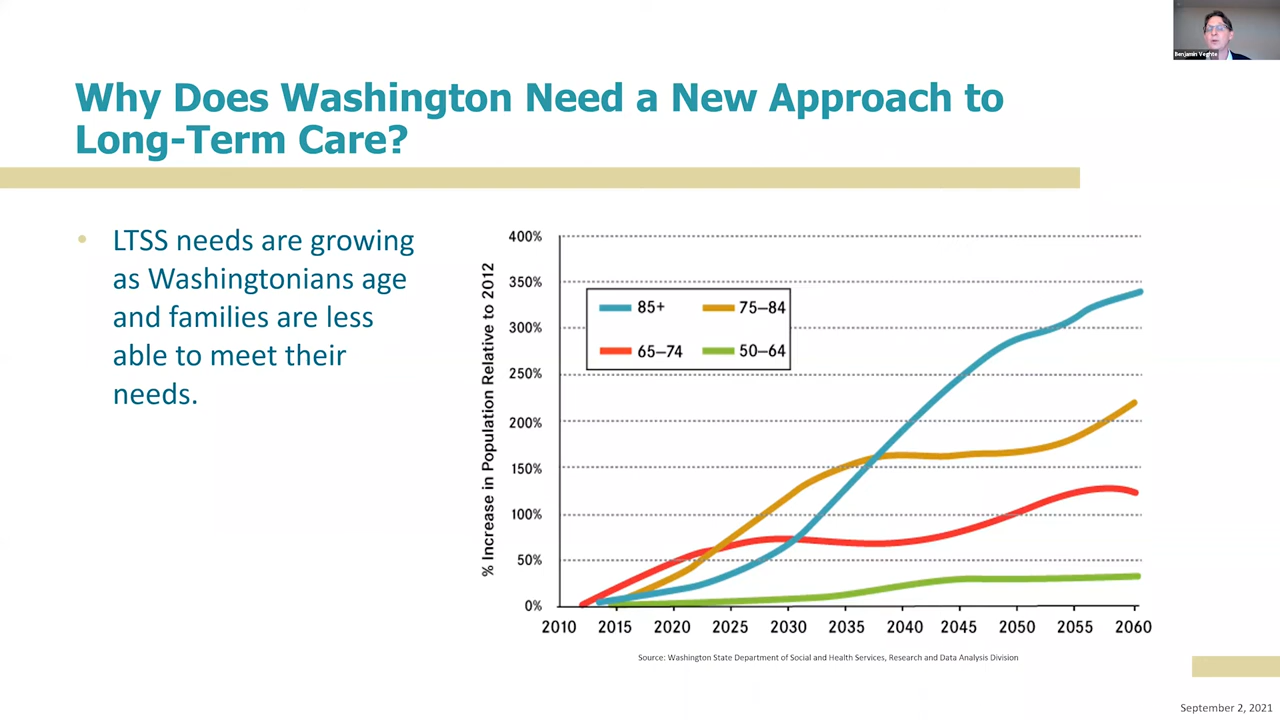 Benjamin Veghte
Why Does Washington Need a New Approach to
Long-Term Care?
• LTSS needs are growing
as Washingtonians age
and families are less
able to meet their
needs.
% Increase in Population Relative to 2012
400%
350%
300%
250%
200%
150%
100%
50%
0%
85+
75–84
65–74
50–64
2010 2015 2020 2025 2030 2035 2040 2045 2050 2055 2060
Source: Washington State Department of Social and Health Services, Research and Data Analysis Division
September 2, 2021